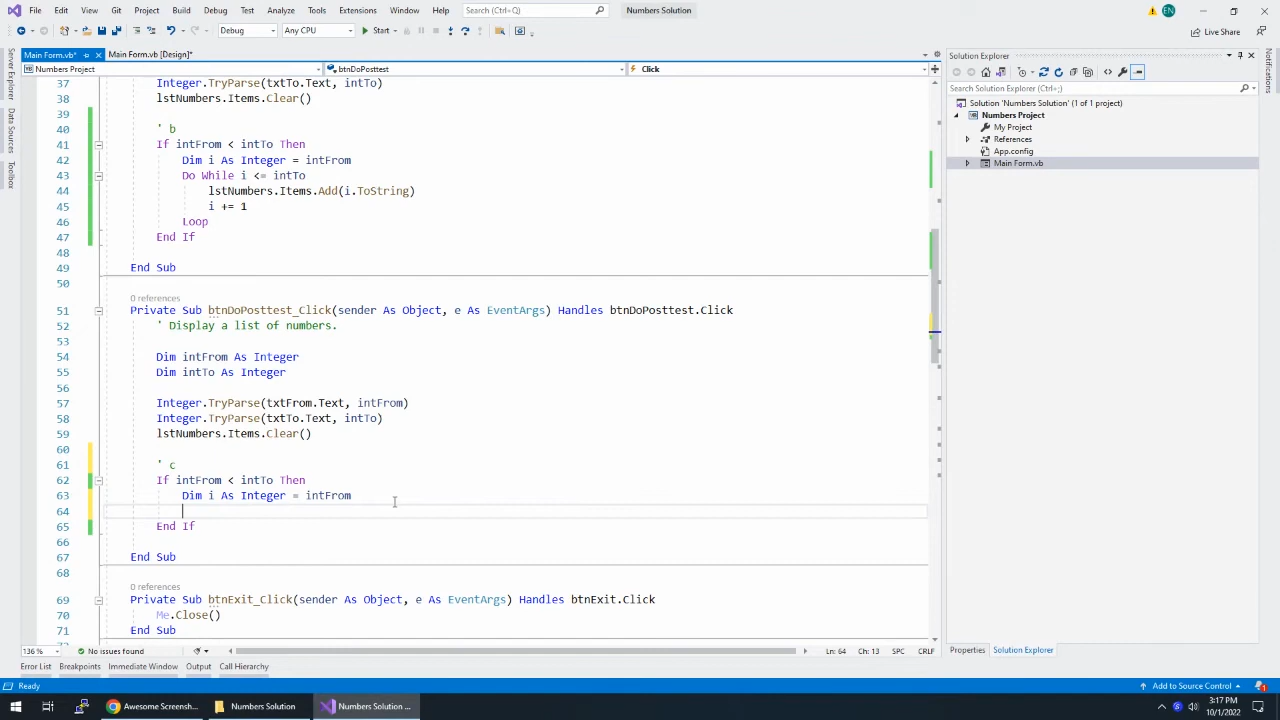 File Edit View Git Project Build Debug Test Analyze Tools Extensions Window Help Search (Ctrl+Q) Numbers Solution EN
Debug Any CPU Start Live Share
Main Form.vb* Main Form.vb [Design]* Solution Explorer
Numbers Project btnDoPosttest Click
Search Solution Explorer (Ctrl+;)
Solution 'Numbers Solution' (1 of 1 project)
Numbers Project
My Project
References
App.config
Main Form.vb
Server Explorer
Data Sources
Toolbox
Notifications
37 Integer.TryParse(txtTo.Text, intTo)
38 lstNumbers.Items.Clear()
39
40 ' b
41 If intFrom < intTo Then
42 Dim i As Integer = intFrom
43 Do While i <= intTo
44 lstNumbers.Items.Add(i.ToString)
45 i += 1
46 Loop
47 End If
48
49 End Sub
50
0 references
51 Private Sub btnDoPosttest_Click(sender As Object, e As EventArgs) Handles btnDoPosttest.Click
52 ' Display a list of numbers.
53
54 Dim intFrom As Integer
55 Dim intTo As Integer
56
57 Integer.TryParse(txtFrom.Text, intFrom)
58 Integer.TryParse(txtTo.Text, intTo)
59 lstNumbers.Items.Clear()
60
61 ' c
62 If intFrom < intTo Then
63 Dim i As Integer = intFrom
64
65 End If
66
67 End Sub
68
0 references
69 Private Sub btnExit_Click(sender As Object, e As EventArgs) Handles btnExit.Click
70 Me.Close()
71 End Sub
136 % No issues found Ln: 64 Ch: 13 SPC CRLF
Properties Solution Explorer
Error List Breakpoints Immediate Window Output Call Hierarchy
Ready Add to Source Control 1
Awesome Screensh... Numbers Solution Numbers Solution ...
3:17 PM
10/1/2022